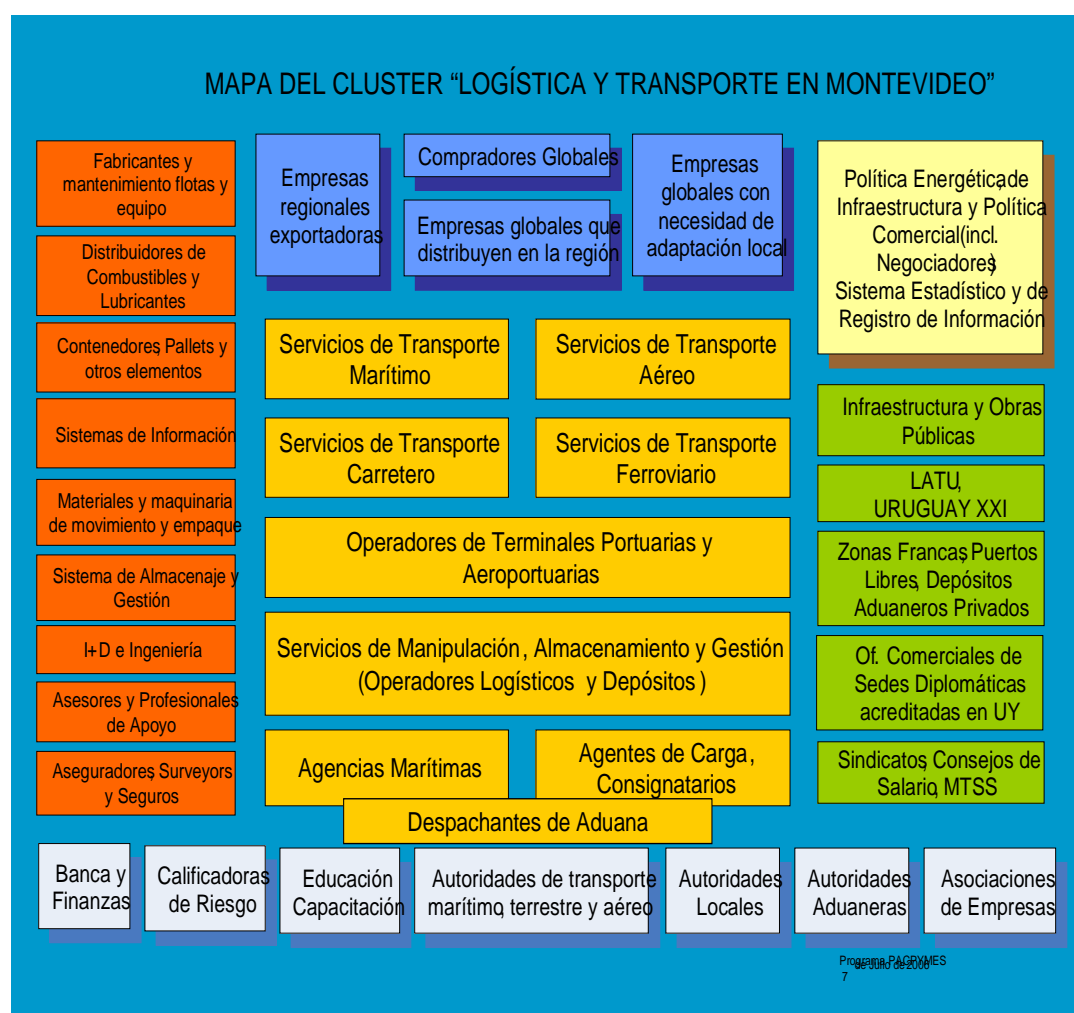 MAPA DEL CLUSTER “LOGÍSTICA Y TRANSPORTE EN MONTEVIDEO”
Fabricantes y
mantenimiento flotas y
equipo
Distribuidores de
Combustibles y
Lubricantes
Contenedores, Pallets y
otros elementos
Sistemas de Información
Materiales y maquinaria
de movimiento y empaque
Sistema de Almacenaje y
Gestión
I+D e Ingeniería
Asesores y Profesionales
de Apoyo
Aseguradores, Surveyors
y Seguros
Empresas
regionales
exportadoras
Compradores Globales
Empresas globales que
distribuyen en la región
Empresas
globales con
necesidad de
adaptación local
Servicios de Transporte
Marítimo
Servicios de Transporte
Aéreo
Servicios de Transporte
Carretero
Servicios de Transporte
Ferroviario
Operadores de Terminales Portuarias y
Aeroportuarias
Servicios de Manipulación, Almacenamiento y Gestión
(Operadores Logísticos y Depósitos)
Agencias Marítimas
Agentes de Carga,
Consignatarios
Despachantes de Aduana
Política Energética, de
Infraestructura y Política
Comercial (incl.
Negociadores)
Sistema Estadístico y de
Registro de Información
Infraestructura y Obras
Públicas
LATU,
URUGUAY XXI
Zonas Francas, Puertos
Libres, Depósitos
Aduaneros Privados
Of. Comerciales de
Sedes Diplomáticas
acreditadas en UY
Sindicatos, Consejos de
Salario, MTSS
Banca y
Finanzas
Calificadoras
de Riesgo
Educación
Capacitación
Autoridades de transporte
marítimo, terrestre y aéreo
Autoridades
Locales
Autoridades
Aduaneras
Asociaciones
de Empresas
Programa PACPYMES
de Julio de 2006
7